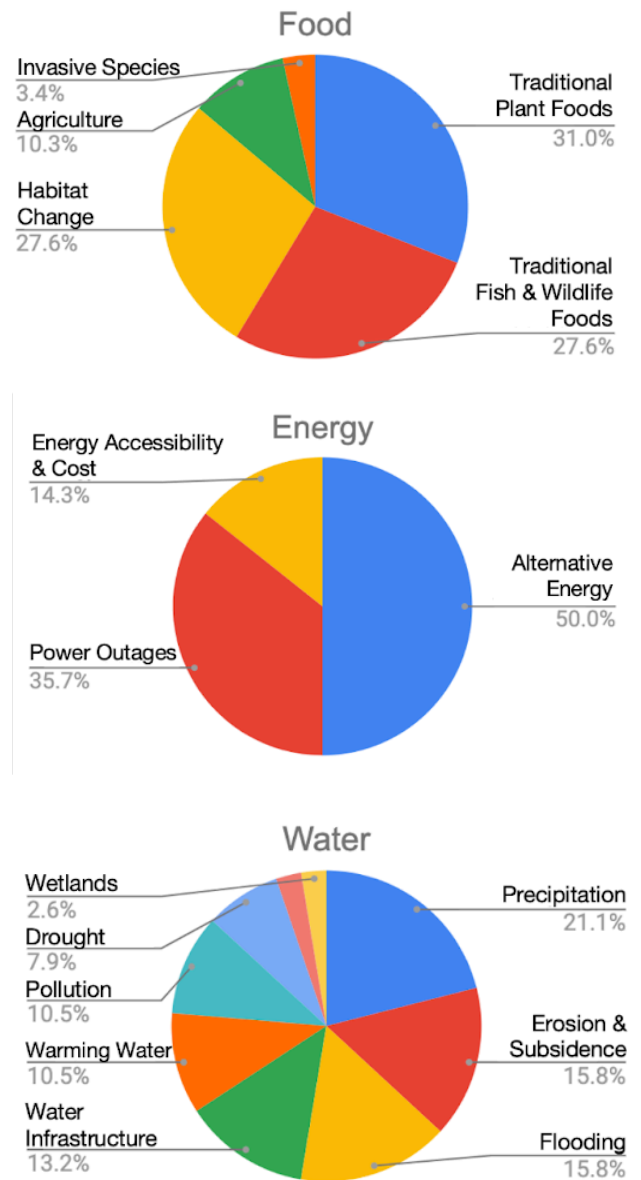 Food
Invasive Species
3.4%
Agriculture
10.3%
Habitat
Change
27.6%
Traditional
Plant Foods
31.0%
Traditional
Fish & Wildlife
Foods
27.6%
Energy
Energy Accessibility
& Cost
14.3%
Power Outages
35.7%
Alternative
Energy
50.0%
Water
Wetlands
2.6%
Drought
7.9%
Pollution
10.5%
Warming Water
10.5%
Water
Infrastructure
13.2%
Precipitation
21.1%
Erosion &
Subsidence
15.8%
Flooding
15.8%